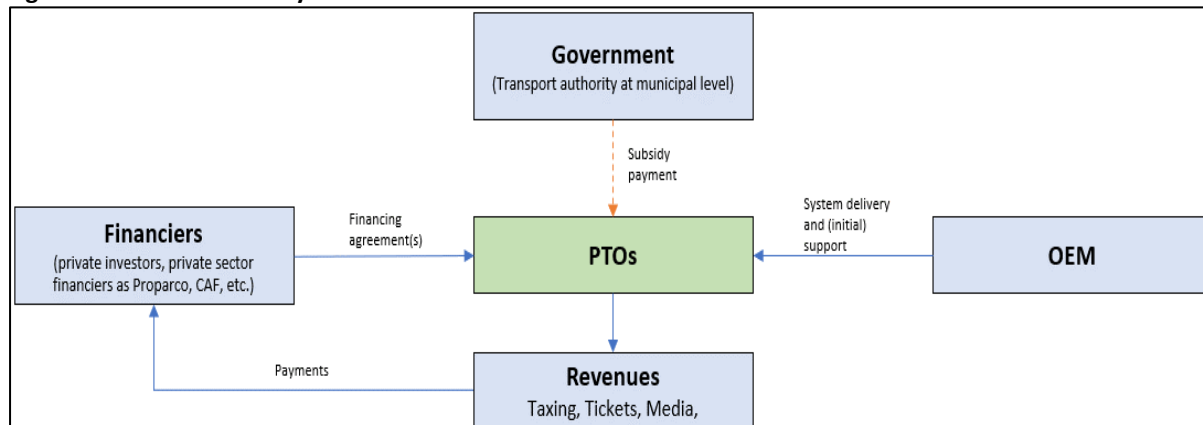 Government
(Transport authority at municipal level)
Subsidy
payment
Financiers
(private investors, private sector
financiers as Proparco, CAF, etc.)
Financing
agreement(s)
PTOs
System delivery
and (initial)
support
OEM
Payments
Revenues
Taxing, Tickets, Media,